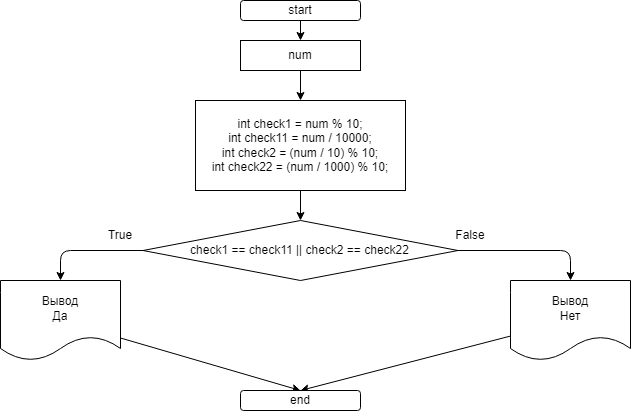 start
num
int check1 = num % 10;
int check11 = num / 10000;
int check2 = (num / 10) % 10;
int check22 = (num / 1000) % 10;
True
False
check1 == check11 || check2 == check22
Вывод
Да
Вывод
Нет
end